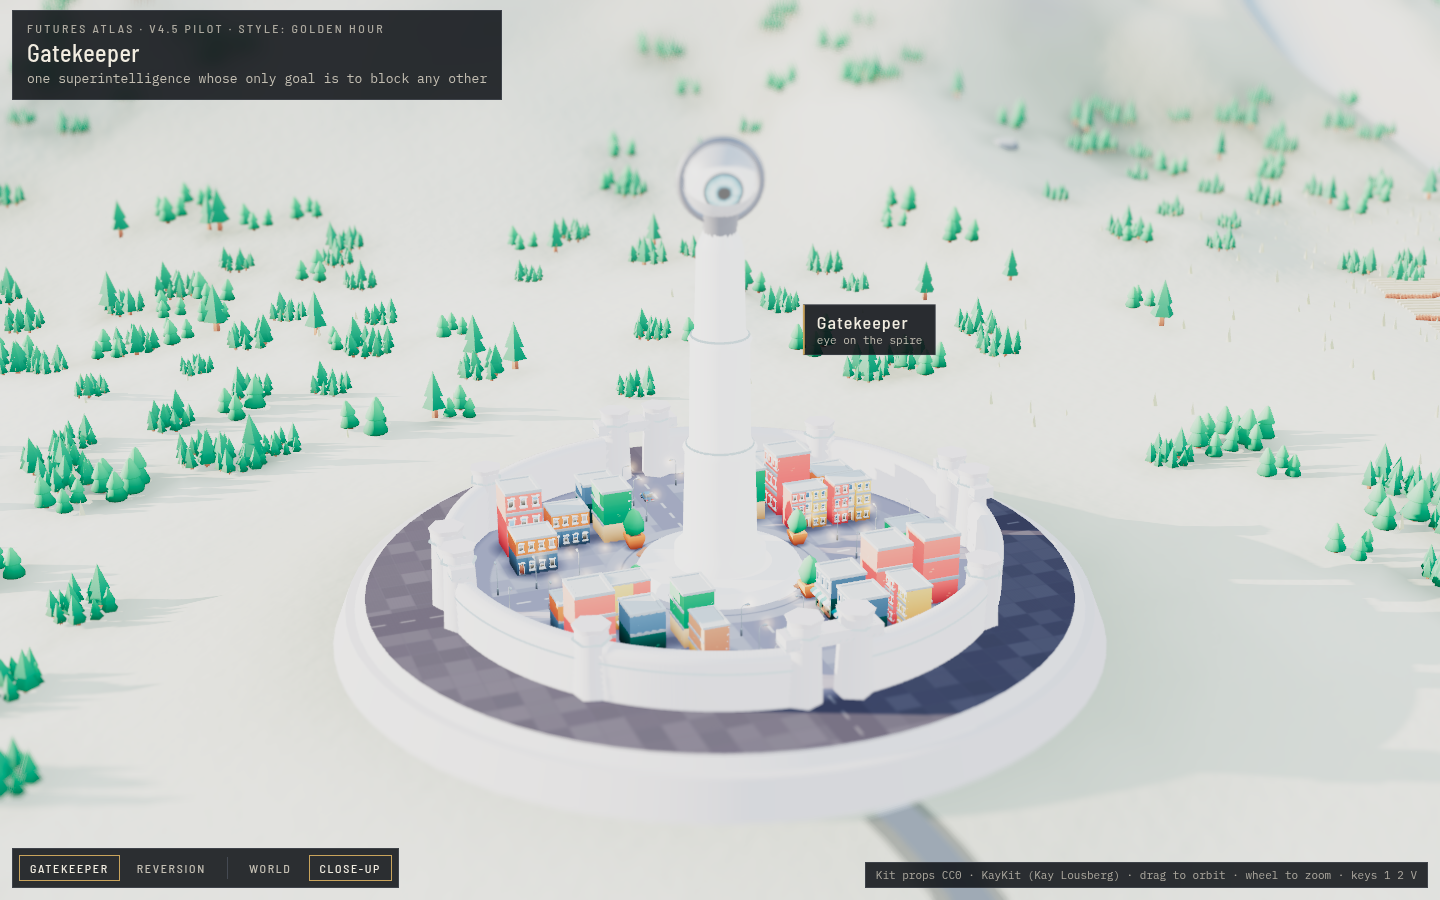 FUTURES ATLAS · V4.5 PILOT · STYLE: GOLDEN HOUR
Gatekeeper
one superintelligence whose only goal is to block any other
Gatekeeper
eye on the spire
GATEKEEPER REVERSION WORLD CLOSE-UP
Kit props CC0 · KayKit (Kay Lousberg) · drag to orbit · wheel to zoom · keys 1 2 V